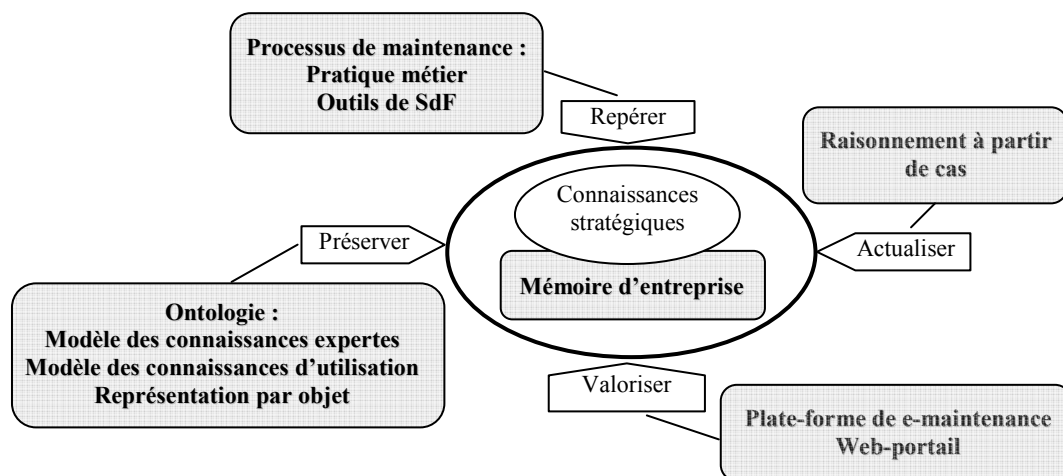 Processus de maintenance :
Pratique métier
Outils de SdF
Repérer
Raisonnement à partir
de cas
Connaissances
stratégiques
Préserver
Actualiser
Mémoire d’entreprise
Ontologie :
Modèle des connaissances expertes
Modèle des connaissances d’utilisation
Représentation par objet
Valoriser
Plate-forme de e-maintenance
Web-portail